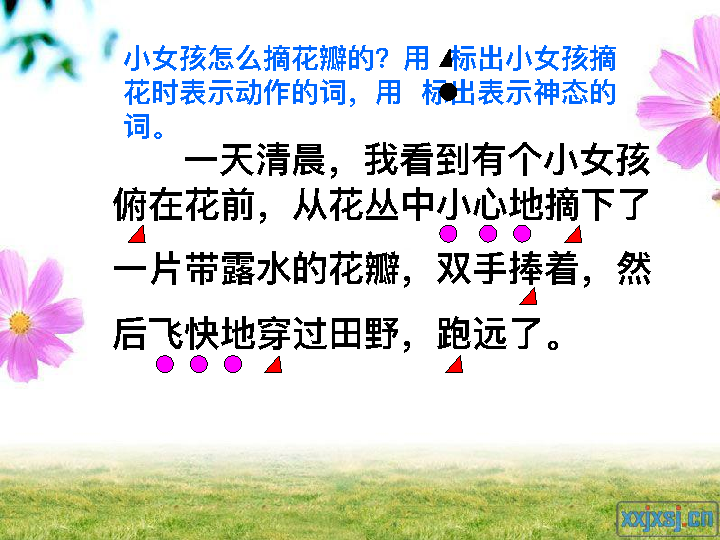 小女孩怎么摘花瓣的？用 标出小女孩摘
花时表示动作的词，用 标出表示神态的
词。
一天清晨，我看到有个小女孩
俯在花前，从花丛中小心地摘下了
一片带露水的花瓣，双手捧着，然
后飞快地穿过田野，跑远了。
xxjxsj.cn